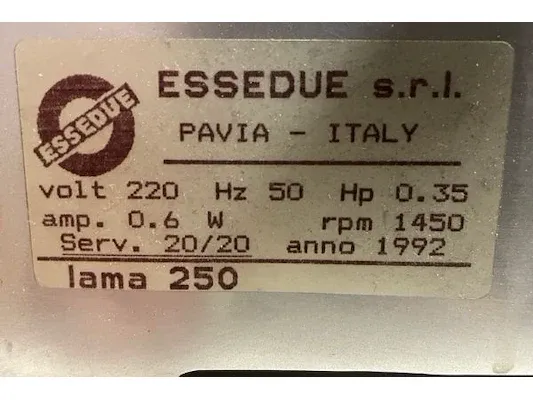 ESSEDUE
ESSEDUE s.r.l.
PAVIA - ITALY
volt 220 Hz 50 Hp 0.35
amp. 0.6 W rpm 1450
Serv. 20/20 anno 1992
lama 250